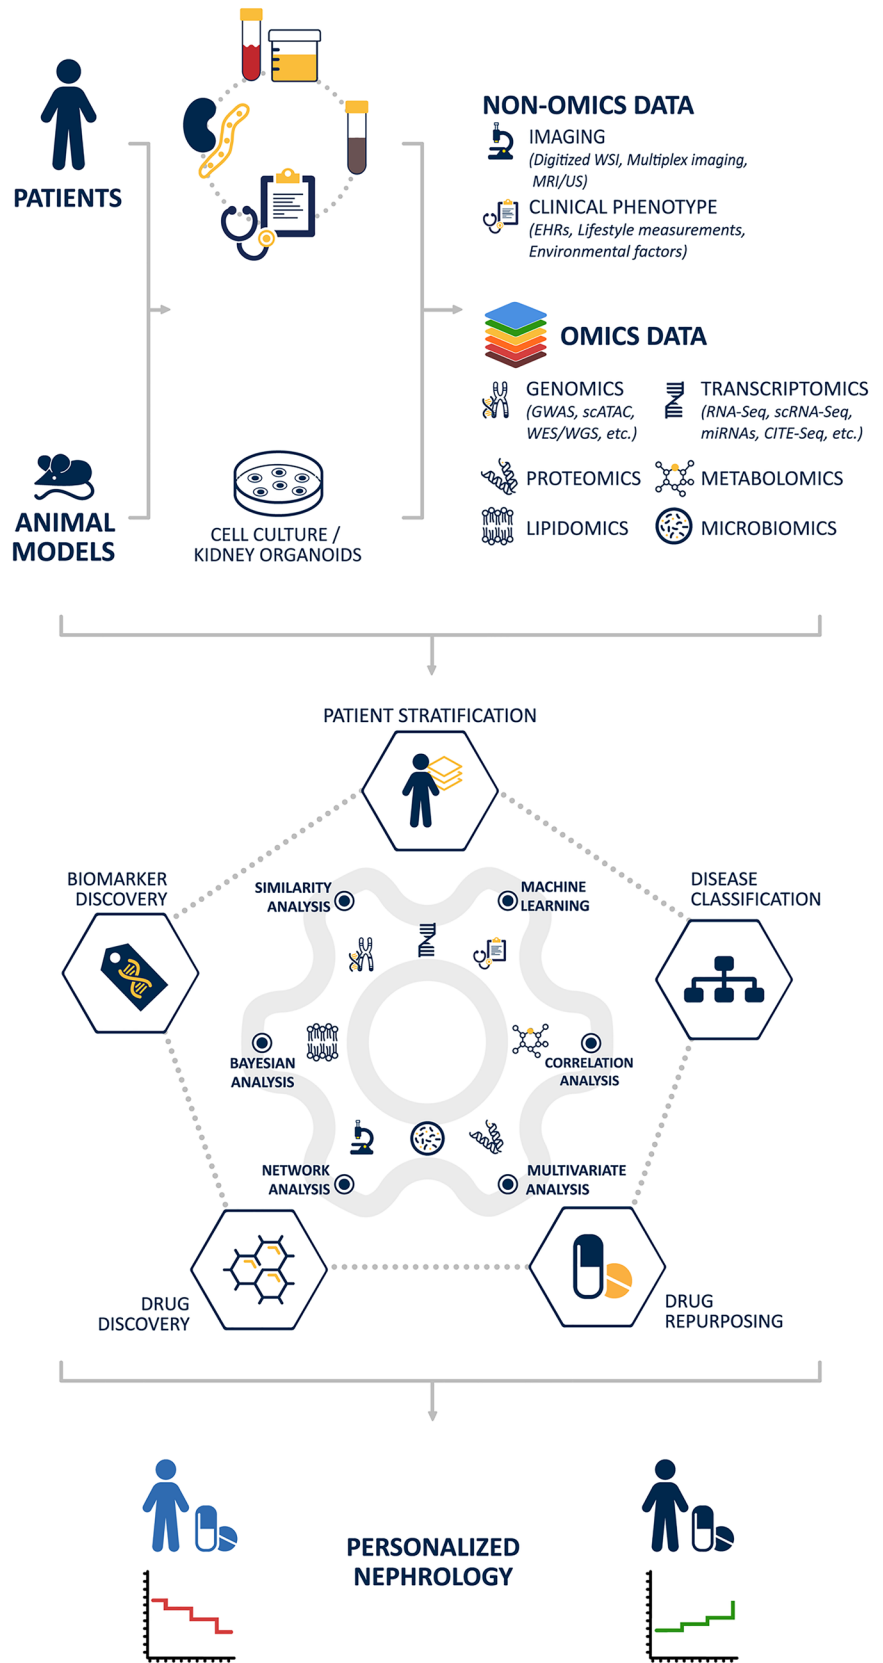 PATIENTS
NON-OMICS DATA
IMAGING
(Digitized WSI, Multiplex imaging,
MRI/US)
CLINICAL PHENOTYPE
(EHRs, Lifestyle measurements,
Environmental factors)
OMICS DATA
GENOMICS
(GWAS, scATAC,
WES/WGS, etc.)
TRANSCRIPTOMICS
(RNA-Seq, scRNA-Seq,
miRNAs, CITE-Seq, etc.)
PROTEOMICS
METABOLOMICS
LIPIDOMICS
MICROBIOMICS
ANIMAL
MODELS
CELL CULTURE /
KIDNEY ORGANOIDS
PATIENT STRATIFICATION
BIOMARKER
DISCOVERY
SIMILARITY
ANALYSIS
MACHINE
LEARNING
DISEASE
CLASSIFICATION
BAYESIAN
ANALYSIS
CORRELATION
ANALYSIS
NETWORK
ANALYSIS
MULTIVARIATE
ANALYSIS
DRUG
DISCOVERY
DRUG
REPURPOSING
PERSONALIZED
NEPHROLOGY